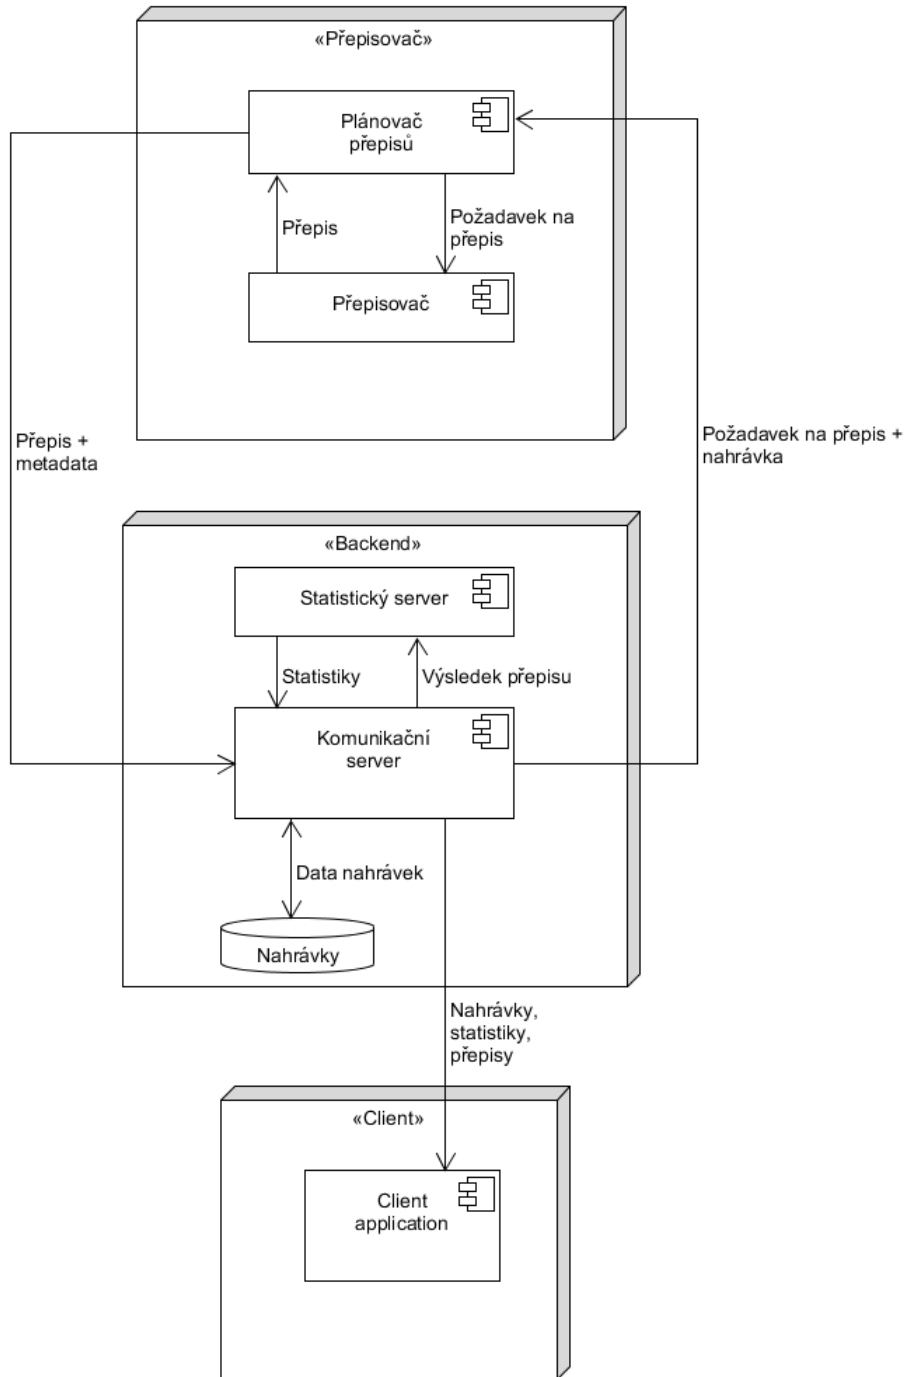 «Přepisovač»
Plánovač
přepisů
Přepis
Požadavek na
přepis
Přepisovač
Přepis +
metadata
Požadavek na přepis +
nahrávka
«Backend»
Statistický server
Statistiky
Výsledek přepisu
Komunikační
server
Data nahrávek
Nahrávky
Nahrávky,
statistiky,
přepisy
«Client»
Client
application